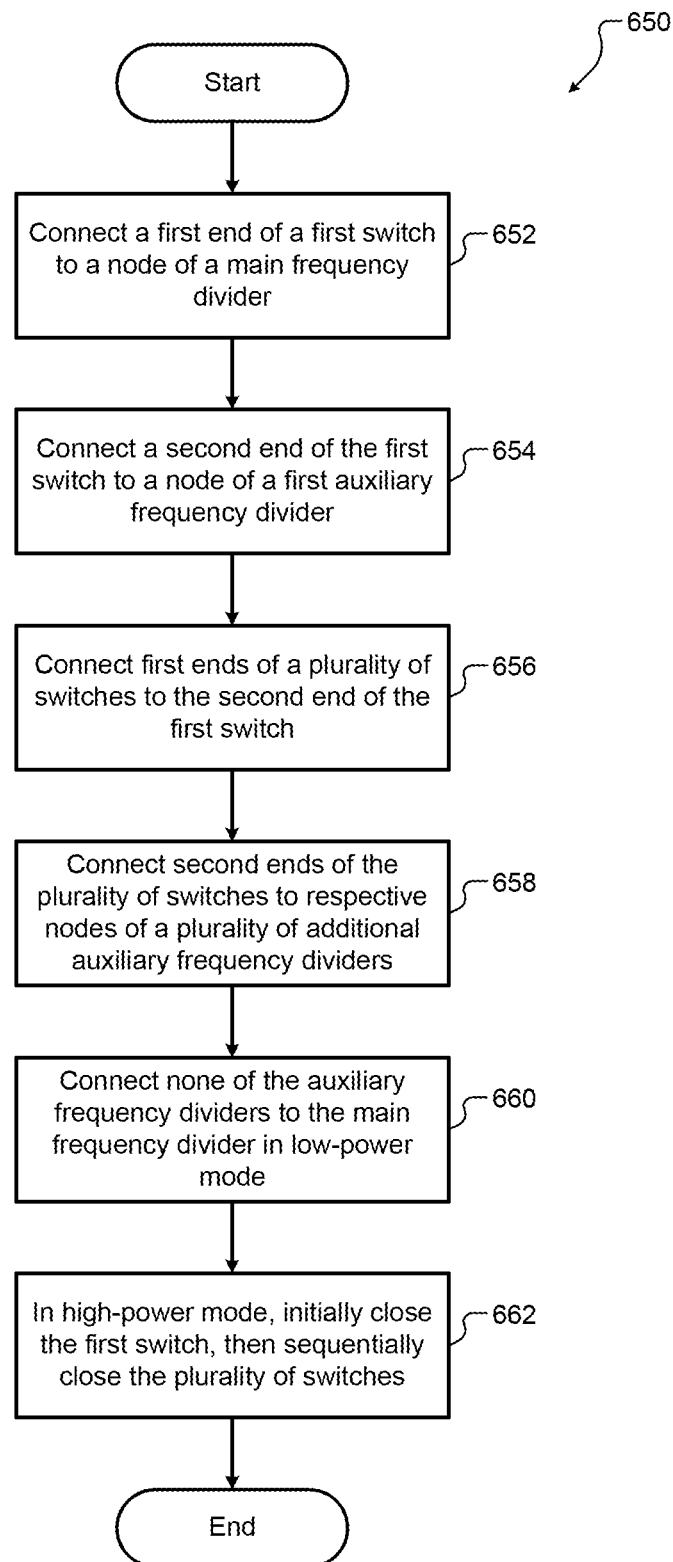 650
Start
Connect a first end of a first switch
to a node of a main frequency
divider
652
Connect a second end of the first
switch to a node of a first auxiliary
frequency divider
654
Connect first ends of a plurality of
switches to the second end of the
first switch
656
Connect second ends of the
plurality of switches to respective
nodes of a plurality of additional
auxiliary frequency dividers
658
Connect none of the auxiliary
frequency dividers to the main
frequency divider in low-power
mode
660
In high-power mode, initially close
the first switch, then sequentially
close the plurality of switches
662
End